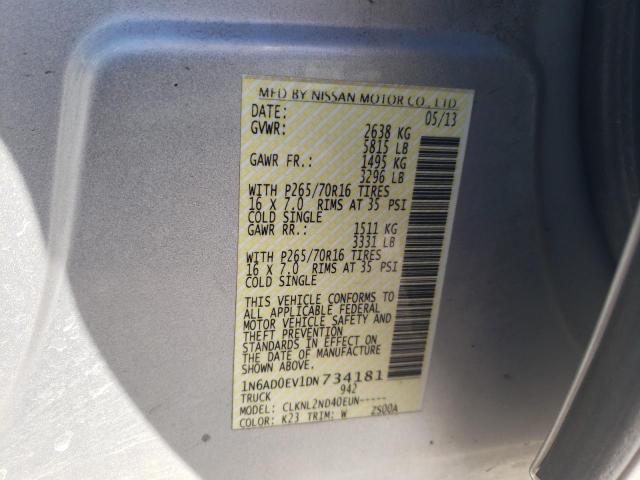 MFD BY NISSAN MOTOR CO., LTD.
DATE: 05/13
GVWR: 2638 KG
5815 LB
GAWR FR.: 1495 KG
3296 LB
WITH P265/70R16 TIRES
16 X 7.0 RIMS AT 35 PSI
COLD SINGLE
GAWR RR.: 1511 KG
3331 LB
WITH P265/70R16 TIRES
16 X 7.0 RIMS AT 35 PSI
COLD SINGLE
THIS VEHICLE CONFORMS TO
ALL APPLICABLE FEDERAL
MOTOR VEHICLE SAFETY AND
THEFT PREVENTION
STANDARDS IN EFFECT ON
THE DATE OF MANUFACTURE
SHOWN ABOVE.
1N6AD0EV1DN734181
TRUCK 942
MODEL: CLKNL2ND40EUN-----
COLOR: K23 TRIM: W ZS00A